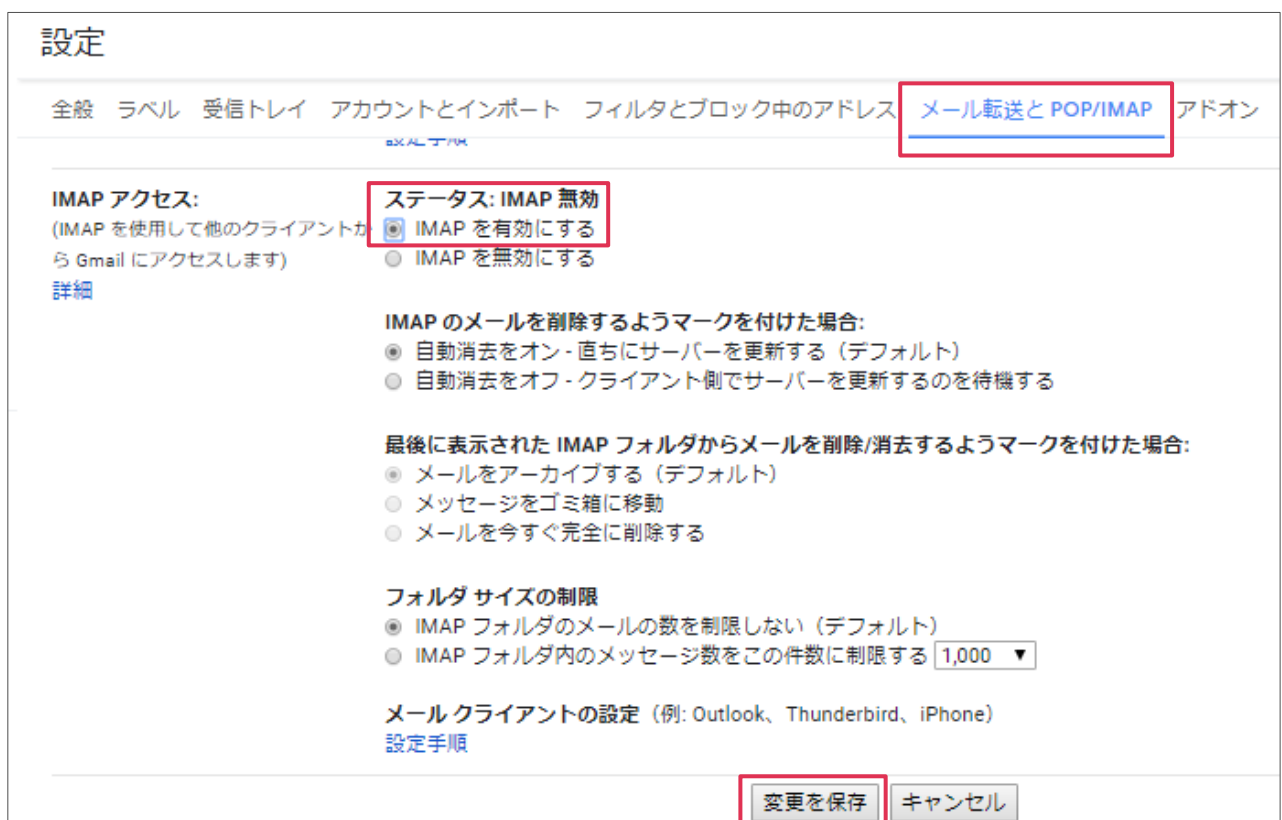 設定
全般 ラベル 受信トレイ アカウントとインポート フィルタとブロック中のアドレス メール転送と POP/IMAP アドオン
設定手順
IMAP アクセス:
(IMAP を使用して他のクライアントか
ら Gmail にアクセスします)
詳細
ステータス: IMAP 無効
IMAP を有効にする
IMAP を無効にする
IMAP のメールを削除するようマークを付けた場合:
自動消去をオン - 直ちにサーバーを更新する（デフォルト）
自動消去をオフ - クライアント側でサーバーを更新するのを待機する
最後に表示された IMAP フォルダからメールを削除/消去するようマークを付けた場合:
メールをアーカイブする（デフォルト）
メッセージをゴミ箱に移動
メールを今すぐ完全に削除する
フォルダ サイズの制限
IMAP フォルダのメールの数を制限しない（デフォルト）
IMAP フォルダ内のメッセージ数をこの件数に制限する 1,000 ▼
メール クライアントの設定（例: Outlook、Thunderbird、iPhone）
設定手順
変更を保存 キャンセル